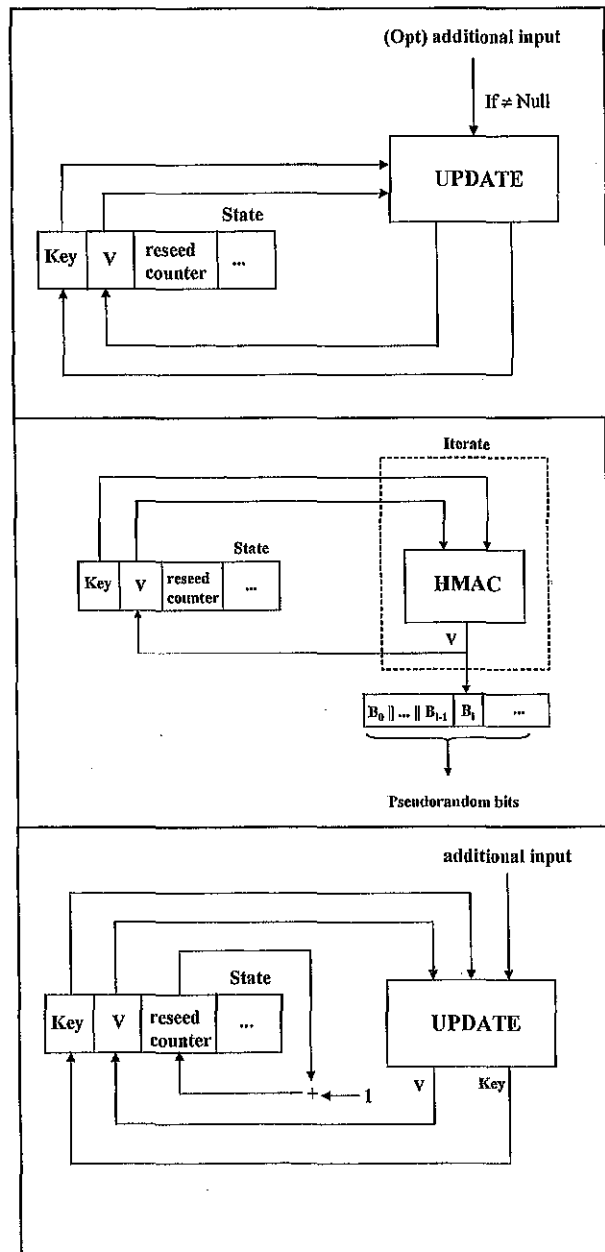 (Opt) additional input
If ≠ Null
UPDATE
State
Key V reseed counter ...
Iterate
State
Key V reseed counter ...
HMAC
V
B₀ || ... || Bᵢ₋₁ Bᵢ ...
Pseudorandom bits
additional input
State
Key V reseed counter ...
UPDATE
+ 1
V Key